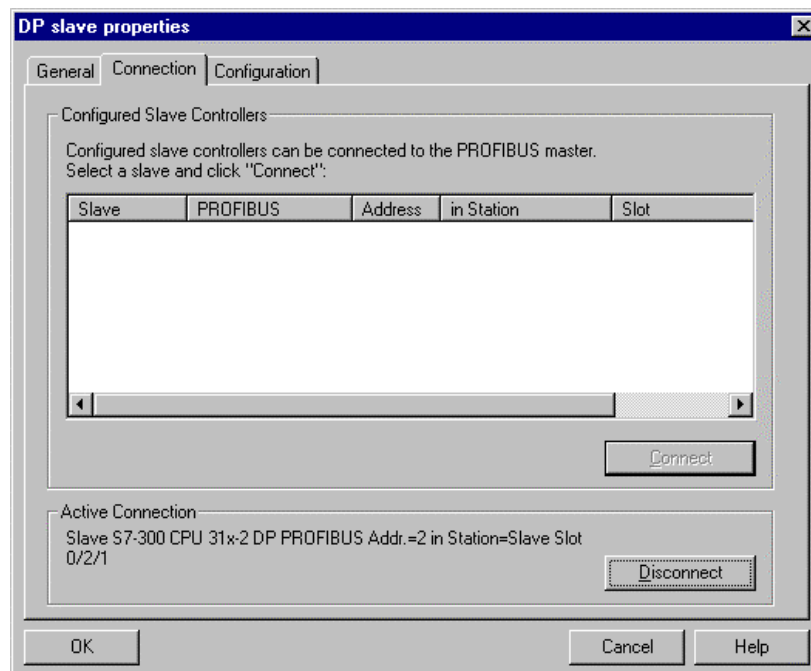 DP slave properties
General Connection Configuration
Configured Slave Controllers
Configured slave controllers can be connected to the PROFIBUS master.
Select a slave and click "Connect":
Slave PROFIBUS Address in Station Slot
Connect
Active Connection
Slave S7-300 CPU 31x-2 DP PROFIBUS Addr.=2 in Station=Slave Slot
0/2/1
Disconnect
OK Cancel Help